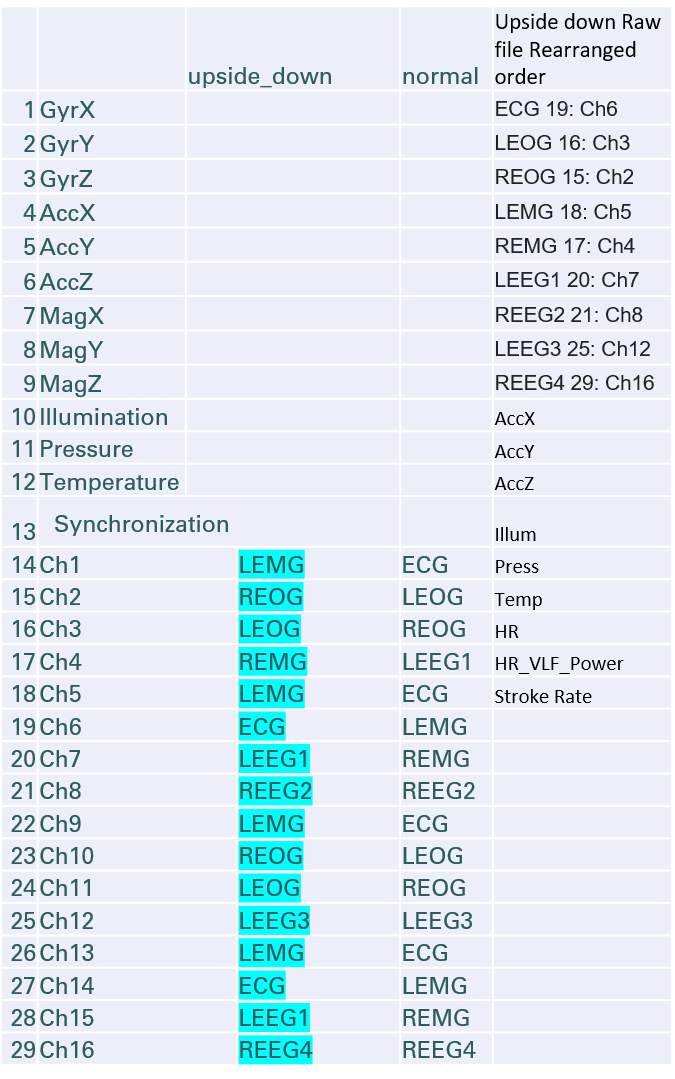 upside_down normal Upside down Raw file Rearranged order
1 GyrX ECG 19: Ch6
2 GyrY LEOG 16: Ch3
3 GyrZ REOG 15: Ch2
4 AccX LEMG 18: Ch5
5 AccY REMG 17: Ch4
6 AccZ LEEG1 20: Ch7
7 MagX REEG2 21: Ch8
8 MagY LEEG3 25: Ch12
9 MagZ REEG4 29: Ch16
10 Illumination AccX
11 Pressure AccY
12 Temperature AccZ
13 Synchronization Illum
14 Ch1 LEMG ECG Press
15 Ch2 REOG LEOG Temp
16 Ch3 LEOG REOG HR
17 Ch4 REMG LEEG1 HR_VLF_Power
18 Ch5 LEMG ECG Stroke Rate
19 Ch6 ECG LEMG
20 Ch7 LEEG1 REMG
21 Ch8 REEG2 REEG2
22 Ch9 LEMG ECG
23 Ch10 REOG LEOG
24 Ch11 LEOG REOG
25 Ch12 LEEG3 LEEG3
26 Ch13 LEMG ECG
27 Ch14 ECG LEMG
28 Ch15 LEEG1 REMG
29 Ch16 REEG4 REEG4